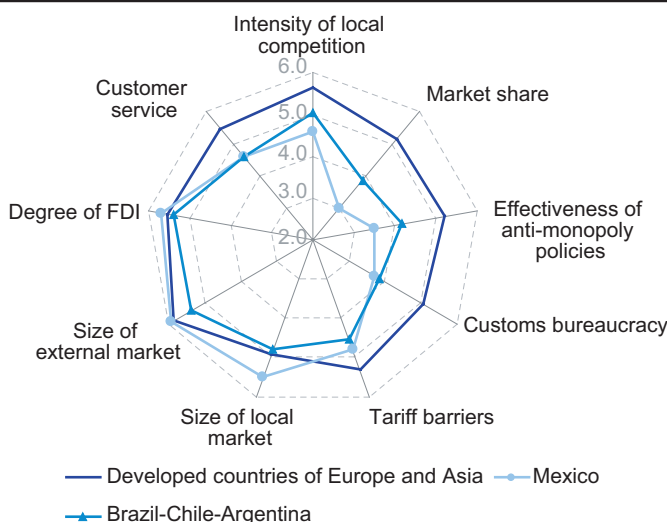 Intensity of local
competition
6.0
Customer
service
Market share
5.0
4.0
3.0
Degree of FDI
Effectiveness of
anti-monopoly
policies
2.0
Size of
external market
Customs bureaucracy
Size of local
market
Tariff barriers
Developed countries of Europe and Asia
Mexico
Brazil-Chile-Argentina